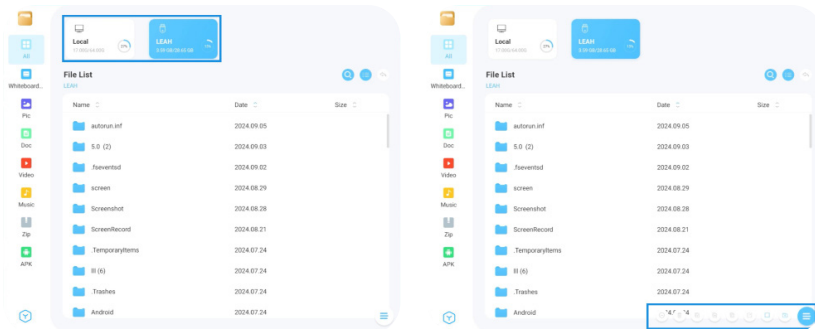 Local
LEAH
All
File List
LEAH
Whiteboard..
Name Date Size
Pic
autorun.inf 2024.09.05
Doc
5.0 (2) 2024.09.03
Video
.fseventsd 2024.09.02
screen 2024.08.29
Music
Screenshot 2024.08.28
Zip
ScreenRecord 2024.08.21
APK
.TemporaryItems 2024.07.24
III (6) 2024.07.24
.Trashes 2024.07.24
Android 2024.07.24
Local
LEAH
All
File List
LEAH
Whiteboard..
Name Date Size
Pic
autorun.inf 2024.09.05
Doc
5.0 (2) 2024.09.03
Video
.fseventsd 2024.09.02
screen 2024.08.29
Music
Screenshot 2024.08.28
Zip
ScreenRecord 2024.08.21
APK
.TemporaryItems 2024.07.24
III (6) 2024.07.24
.Trashes 2024.07.24
Android